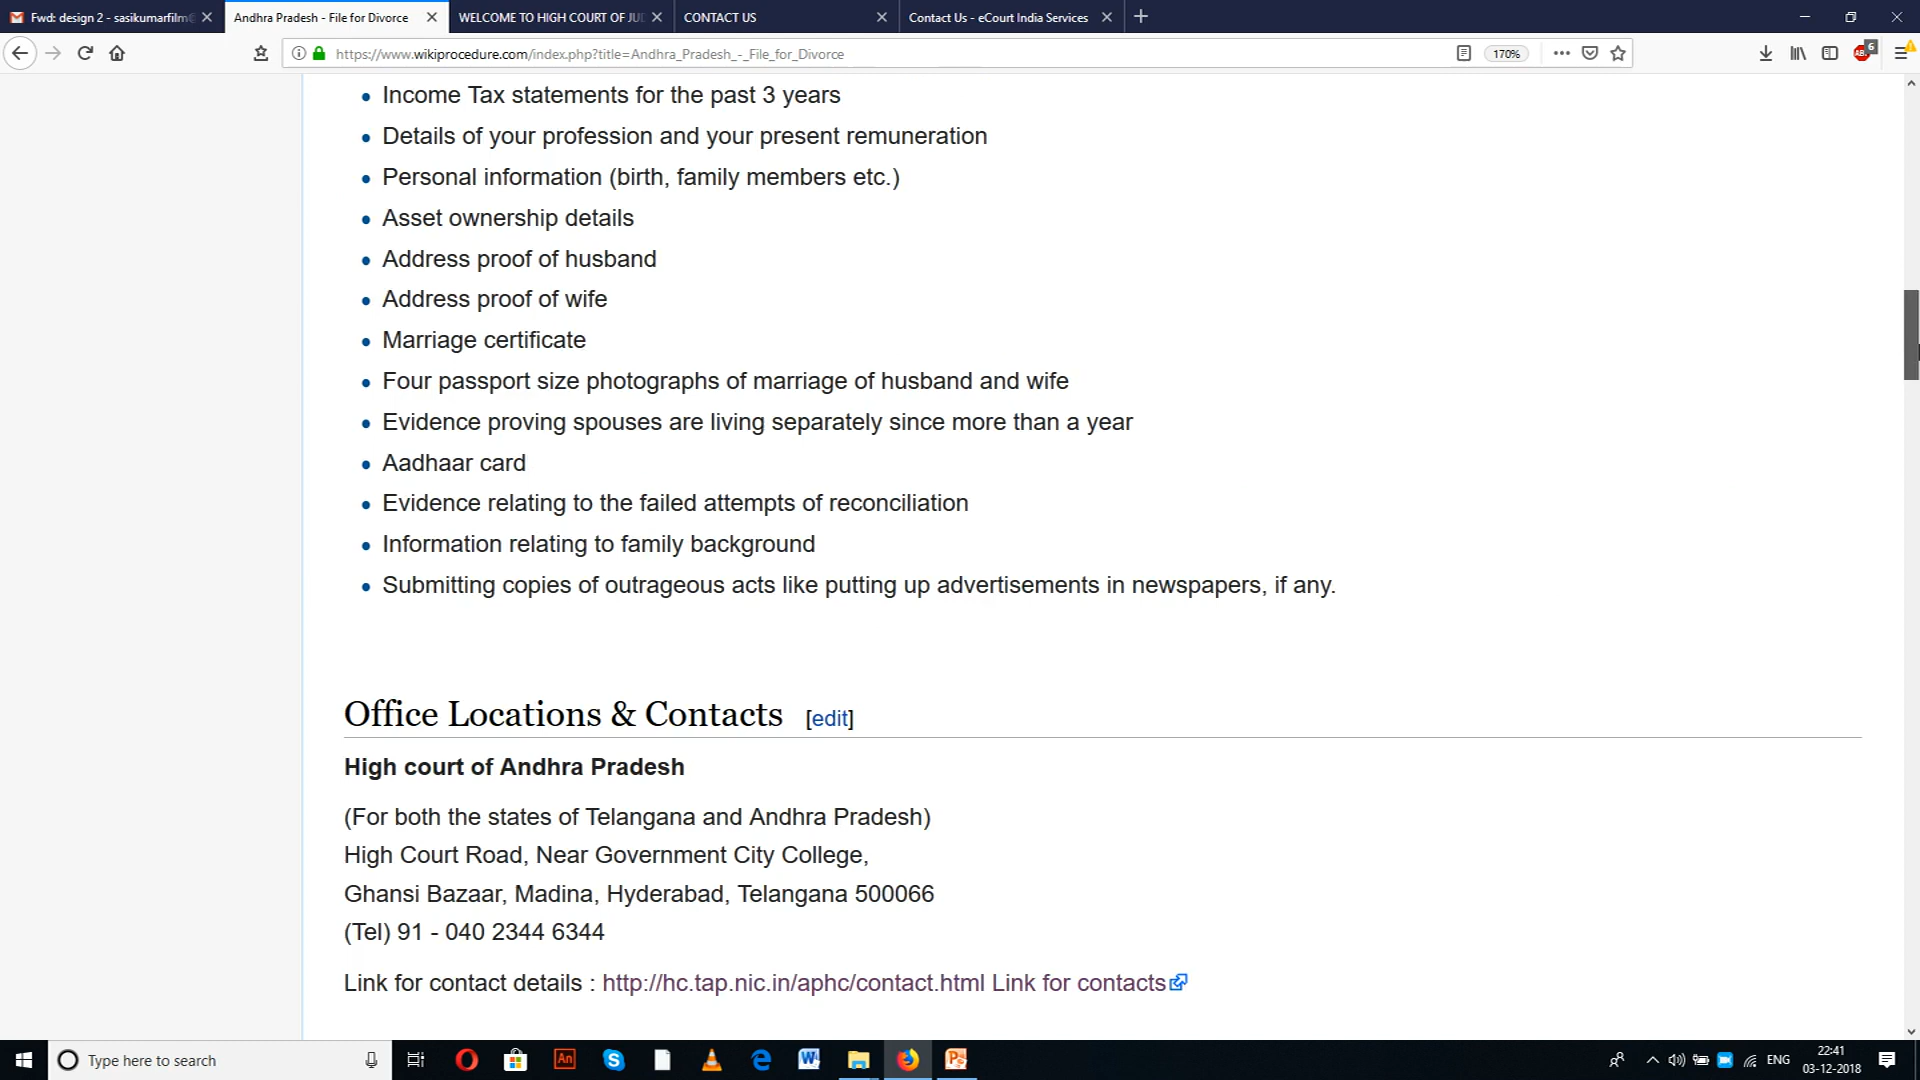 Fwd: design 2 - sasikumarfilm@
Andhra Pradesh - File for Divorce
WELCOME TO HIGH COURT OF JUD
CONTACT US
Contact Us - eCourt India Services
https://www.wikiprocedure.com/index.php?title=Andhra_Pradesh_-_File_for_Divorce
170%
6
Income Tax statements for the past 3 years
Details of your profession and your present remuneration
Personal information (birth, family members etc.)
Asset ownership details
Address proof of husband
Address proof of wife
Marriage certificate
Four passport size photographs of marriage of husband and wife
Evidence proving spouses are living separately since more than a year
Aadhaar card
Evidence relating to the failed attempts of reconciliation
Information relating to family background
Submitting copies of outrageous acts like putting up advertisements in newspapers, if any.
Office Locations & Contacts [edit]
High court of Andhra Pradesh
(For both the states of Telangana and Andhra Pradesh)
High Court Road, Near Government City College,
Ghansi Bazaar, Madina, Hyderabad, Telangana 500066
(Tel) 91 - 040 2344 6344
Link for contact details : http://hc.tap.nic.in/aphc/contact.html Link for contacts
Type here to search
An
ENG
22:41
03-12-2018